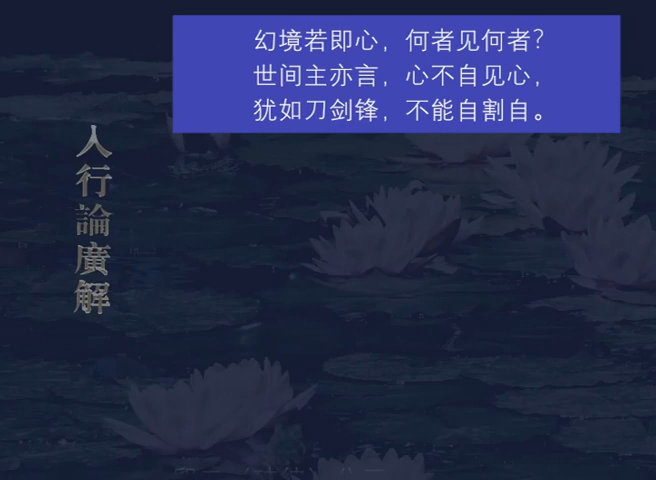 幻境若即心，何者见何者？
世间主亦言，心不自见心，
犹如刀剑锋，不能自割自。
入行論廣解